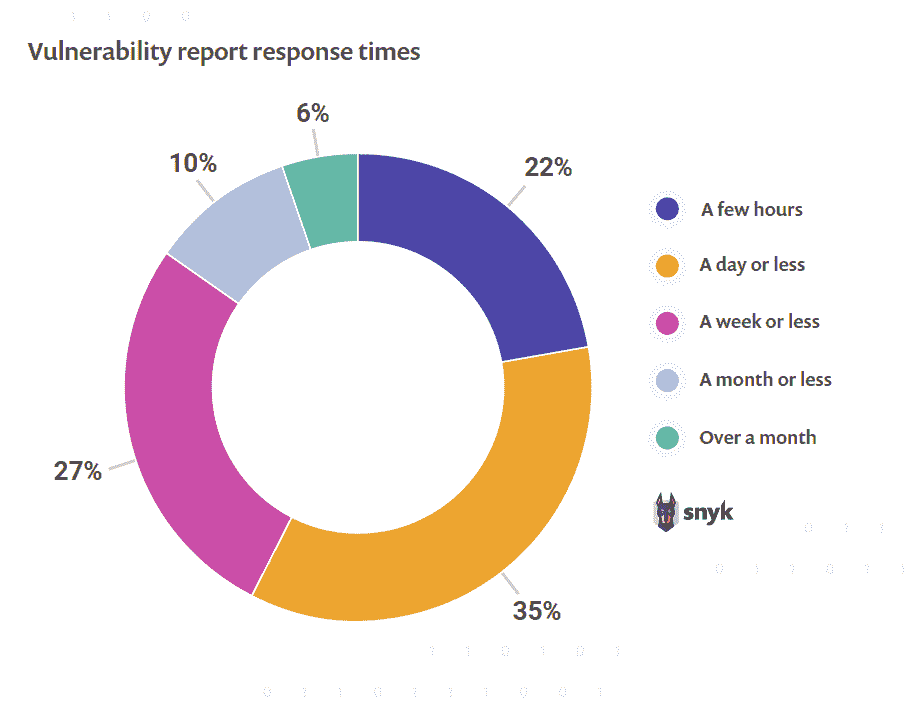 Vulnerability report response times
6%
10%
22%
A few hours
A day or less
A week or less
A month or less
Over a month
27%
snyk
35%